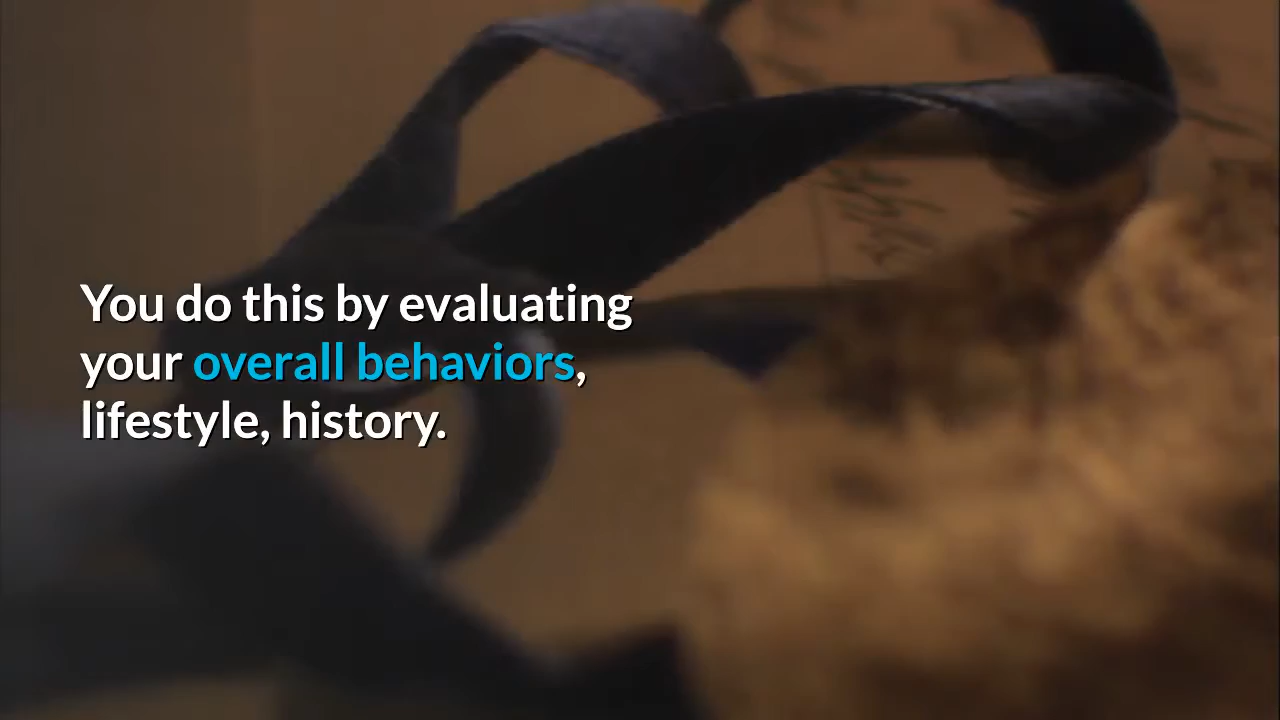 You do this by evaluating
your overall behaviors,
lifestyle, history.